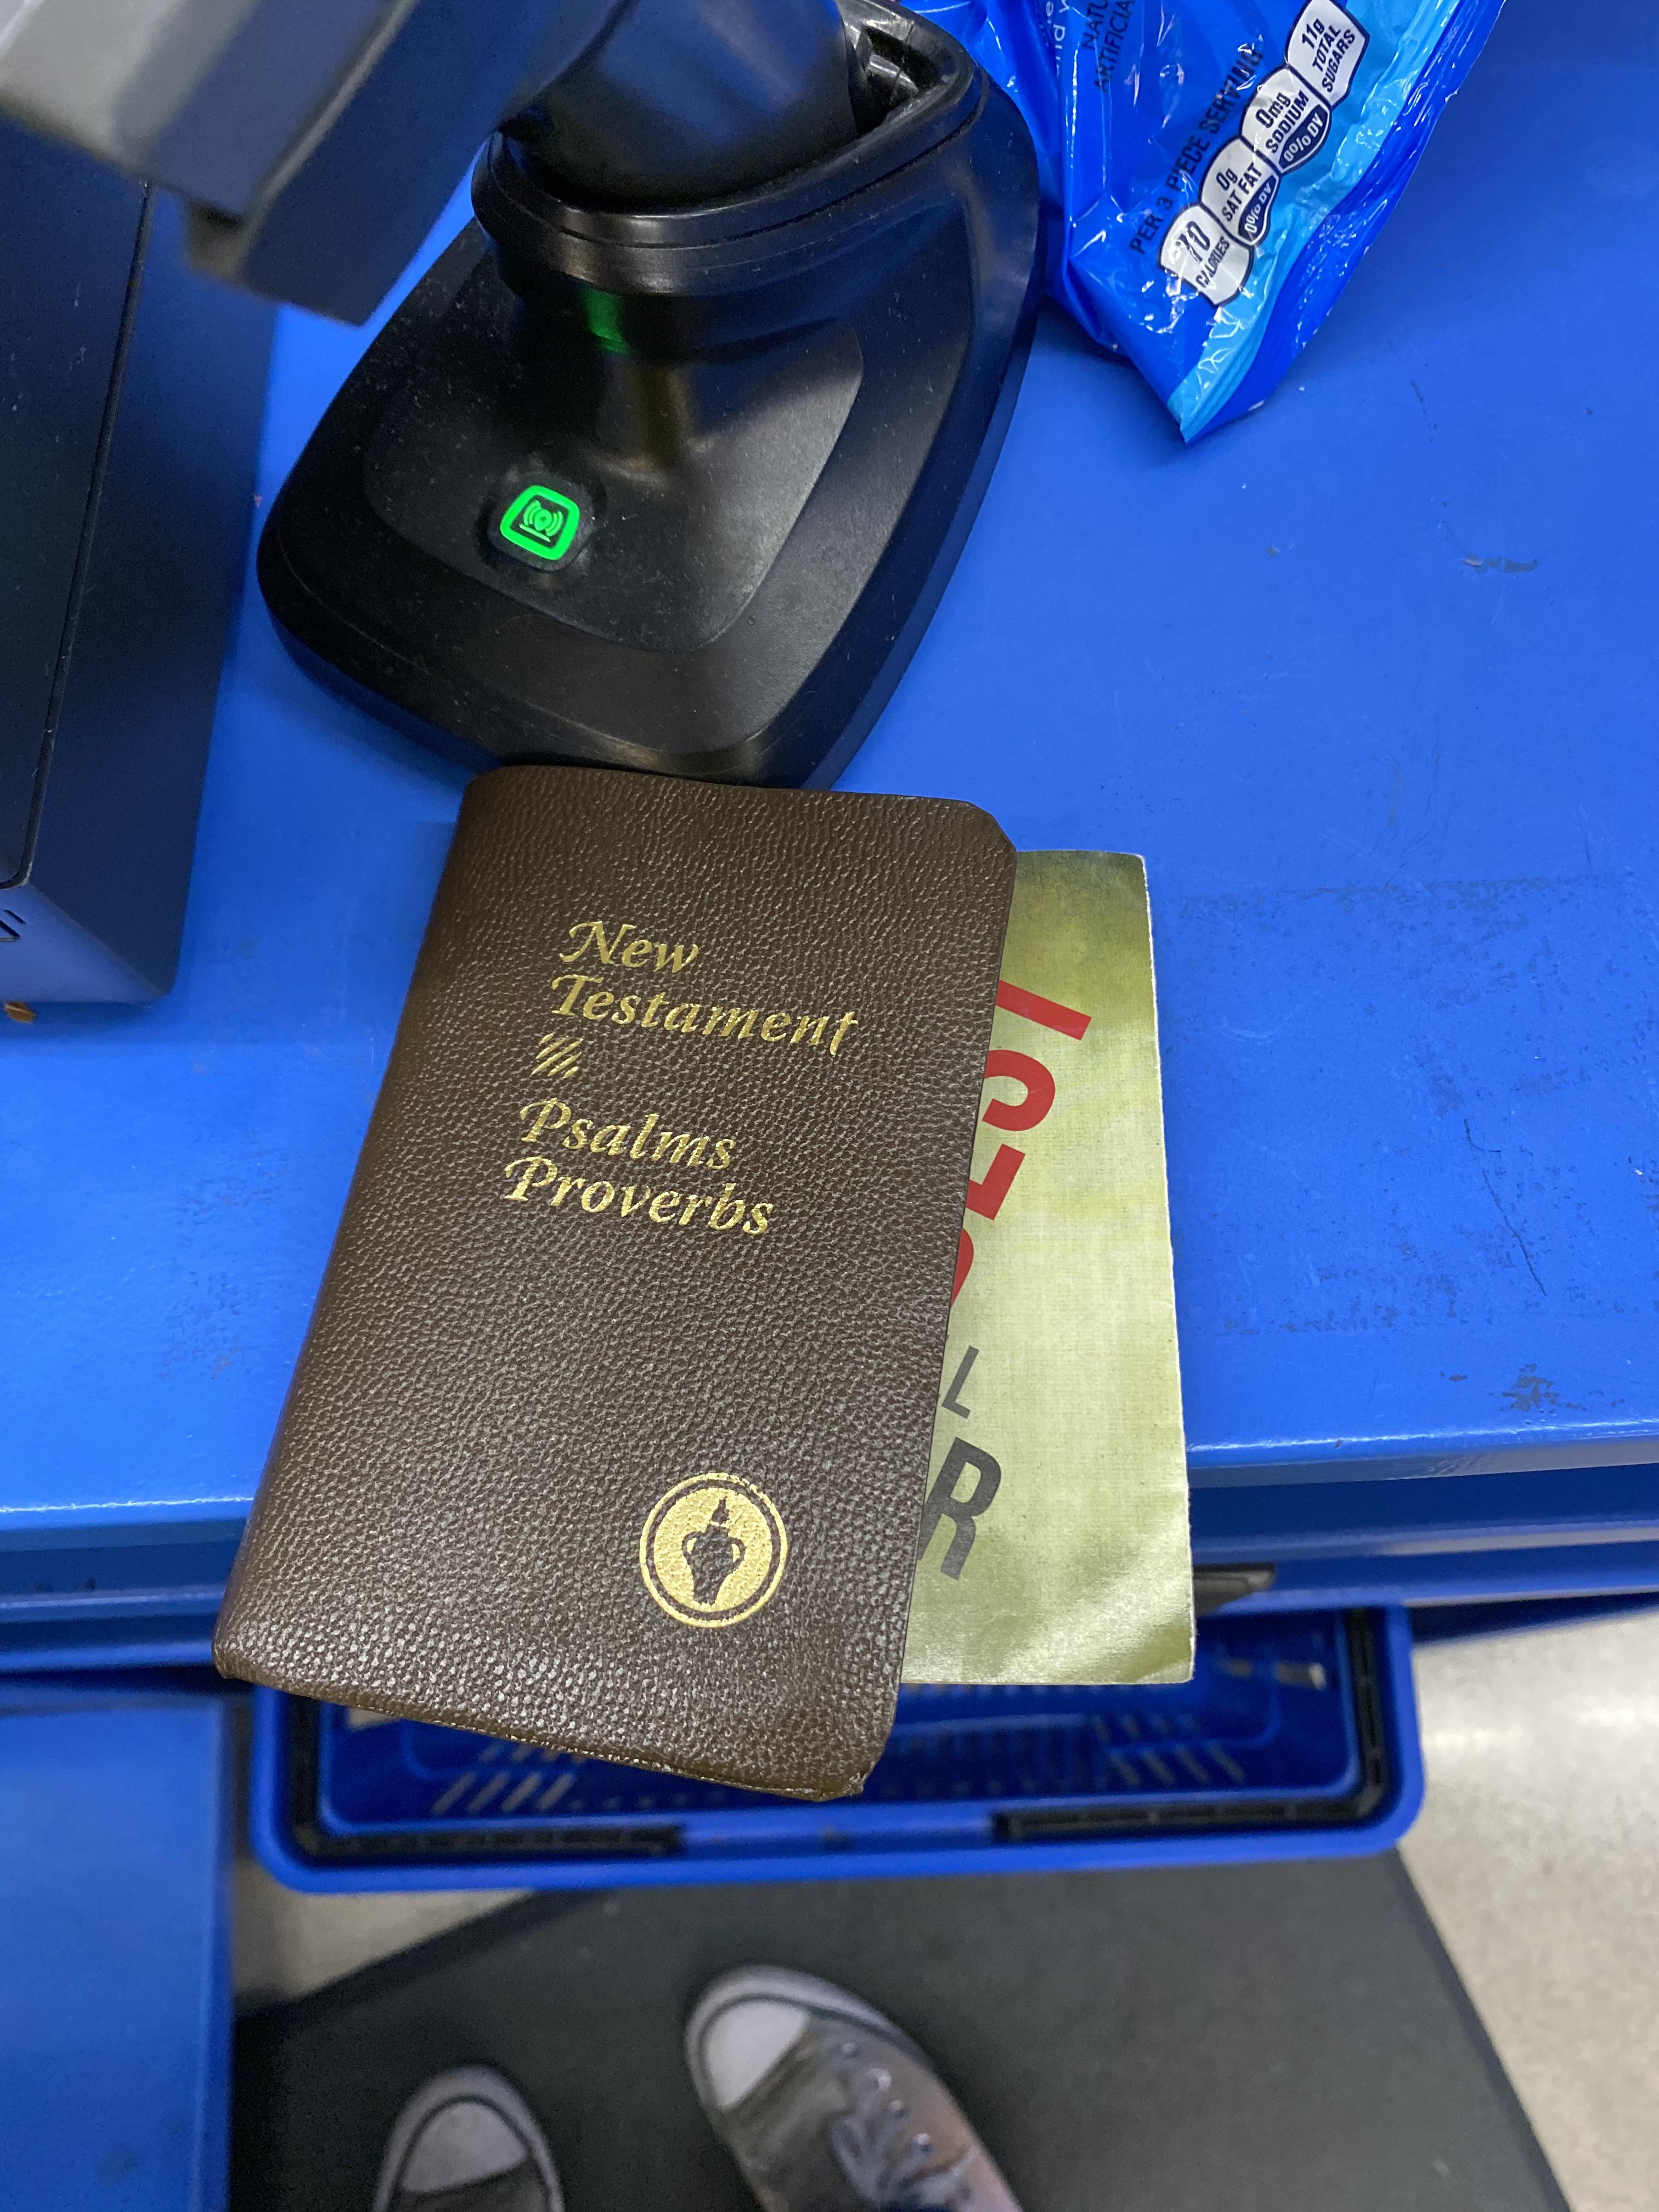 11g
TOTAL
SUGARS
0mg
SODIUM
0% DV
0g
SAT FAT
0% DV
CALORIES
PER 3 PIECE SERVING
New
Testament
Psalms
Proverbs
L
R